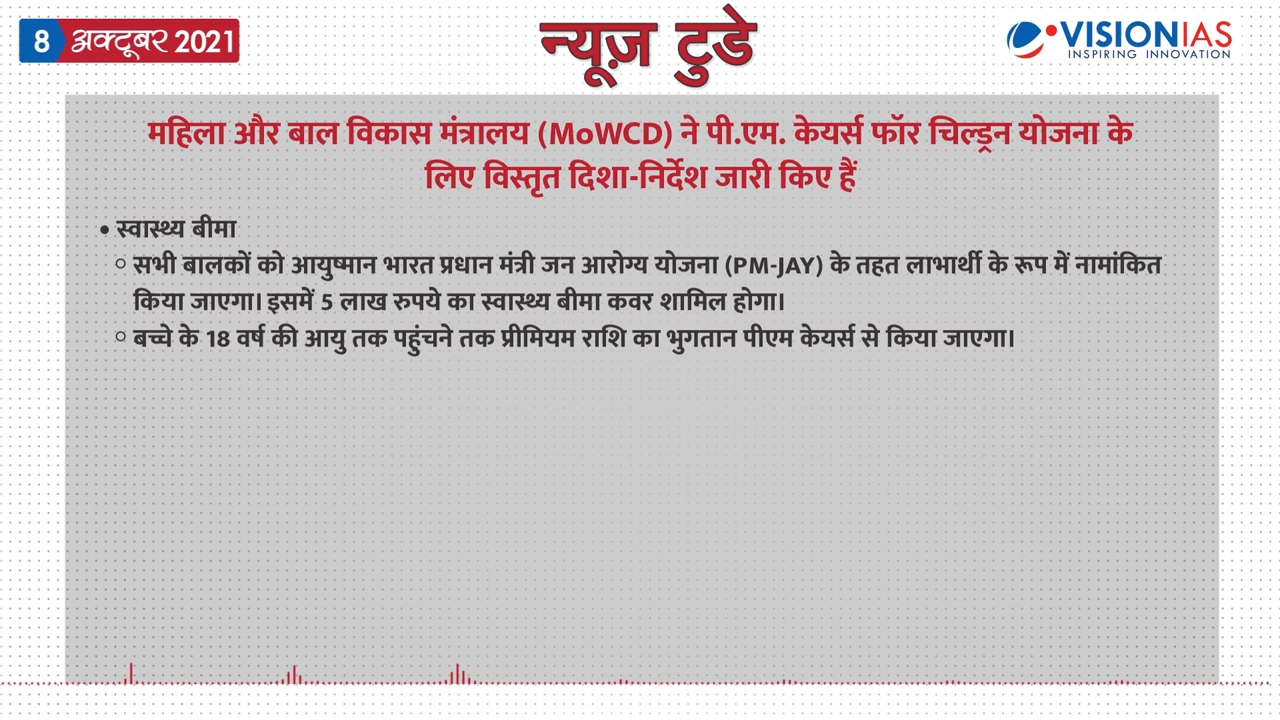 8 अक्टूबर 2021
न्यूज़ टुडे
VISIONIAS
INSPIRING INNOVATION
महिला और बाल विकास मंत्रालय (MoWCD) ने पी.एम. केयर्स फॉर चिल्ड्रन योजना के
लिए विस्तृत दिशा-निर्देश जारी किए हैं
• स्वास्थ्य बीमा
○ सभी बालकों को आयुष्मान भारत प्रधान मंत्री जन आरोग्य योजना (PM-JAY) के तहत लाभार्थी के रूप में नामांकित
किया जाएगा। इसमें 5 लाख रुपये का स्वास्थ्य बीमा कवर शामिल होगा।
○ बच्चे के 18 वर्ष की आयु तक पहुंचने तक प्रीमियम राशि का भुगतान पीएम केयर्स से किया जाएगा।